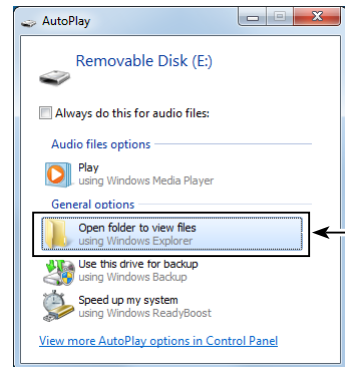 AutoPlay
Removable Disk (E:)
Always do this for audio files:
Audio files options
Play
using Windows Media Player
General options
Open folder to view files
using Windows Explorer
Use this drive for backup
using Windows Backup
Speed up my system
using Windows ReadyBoost
View more AutoPlay options in Control Panel